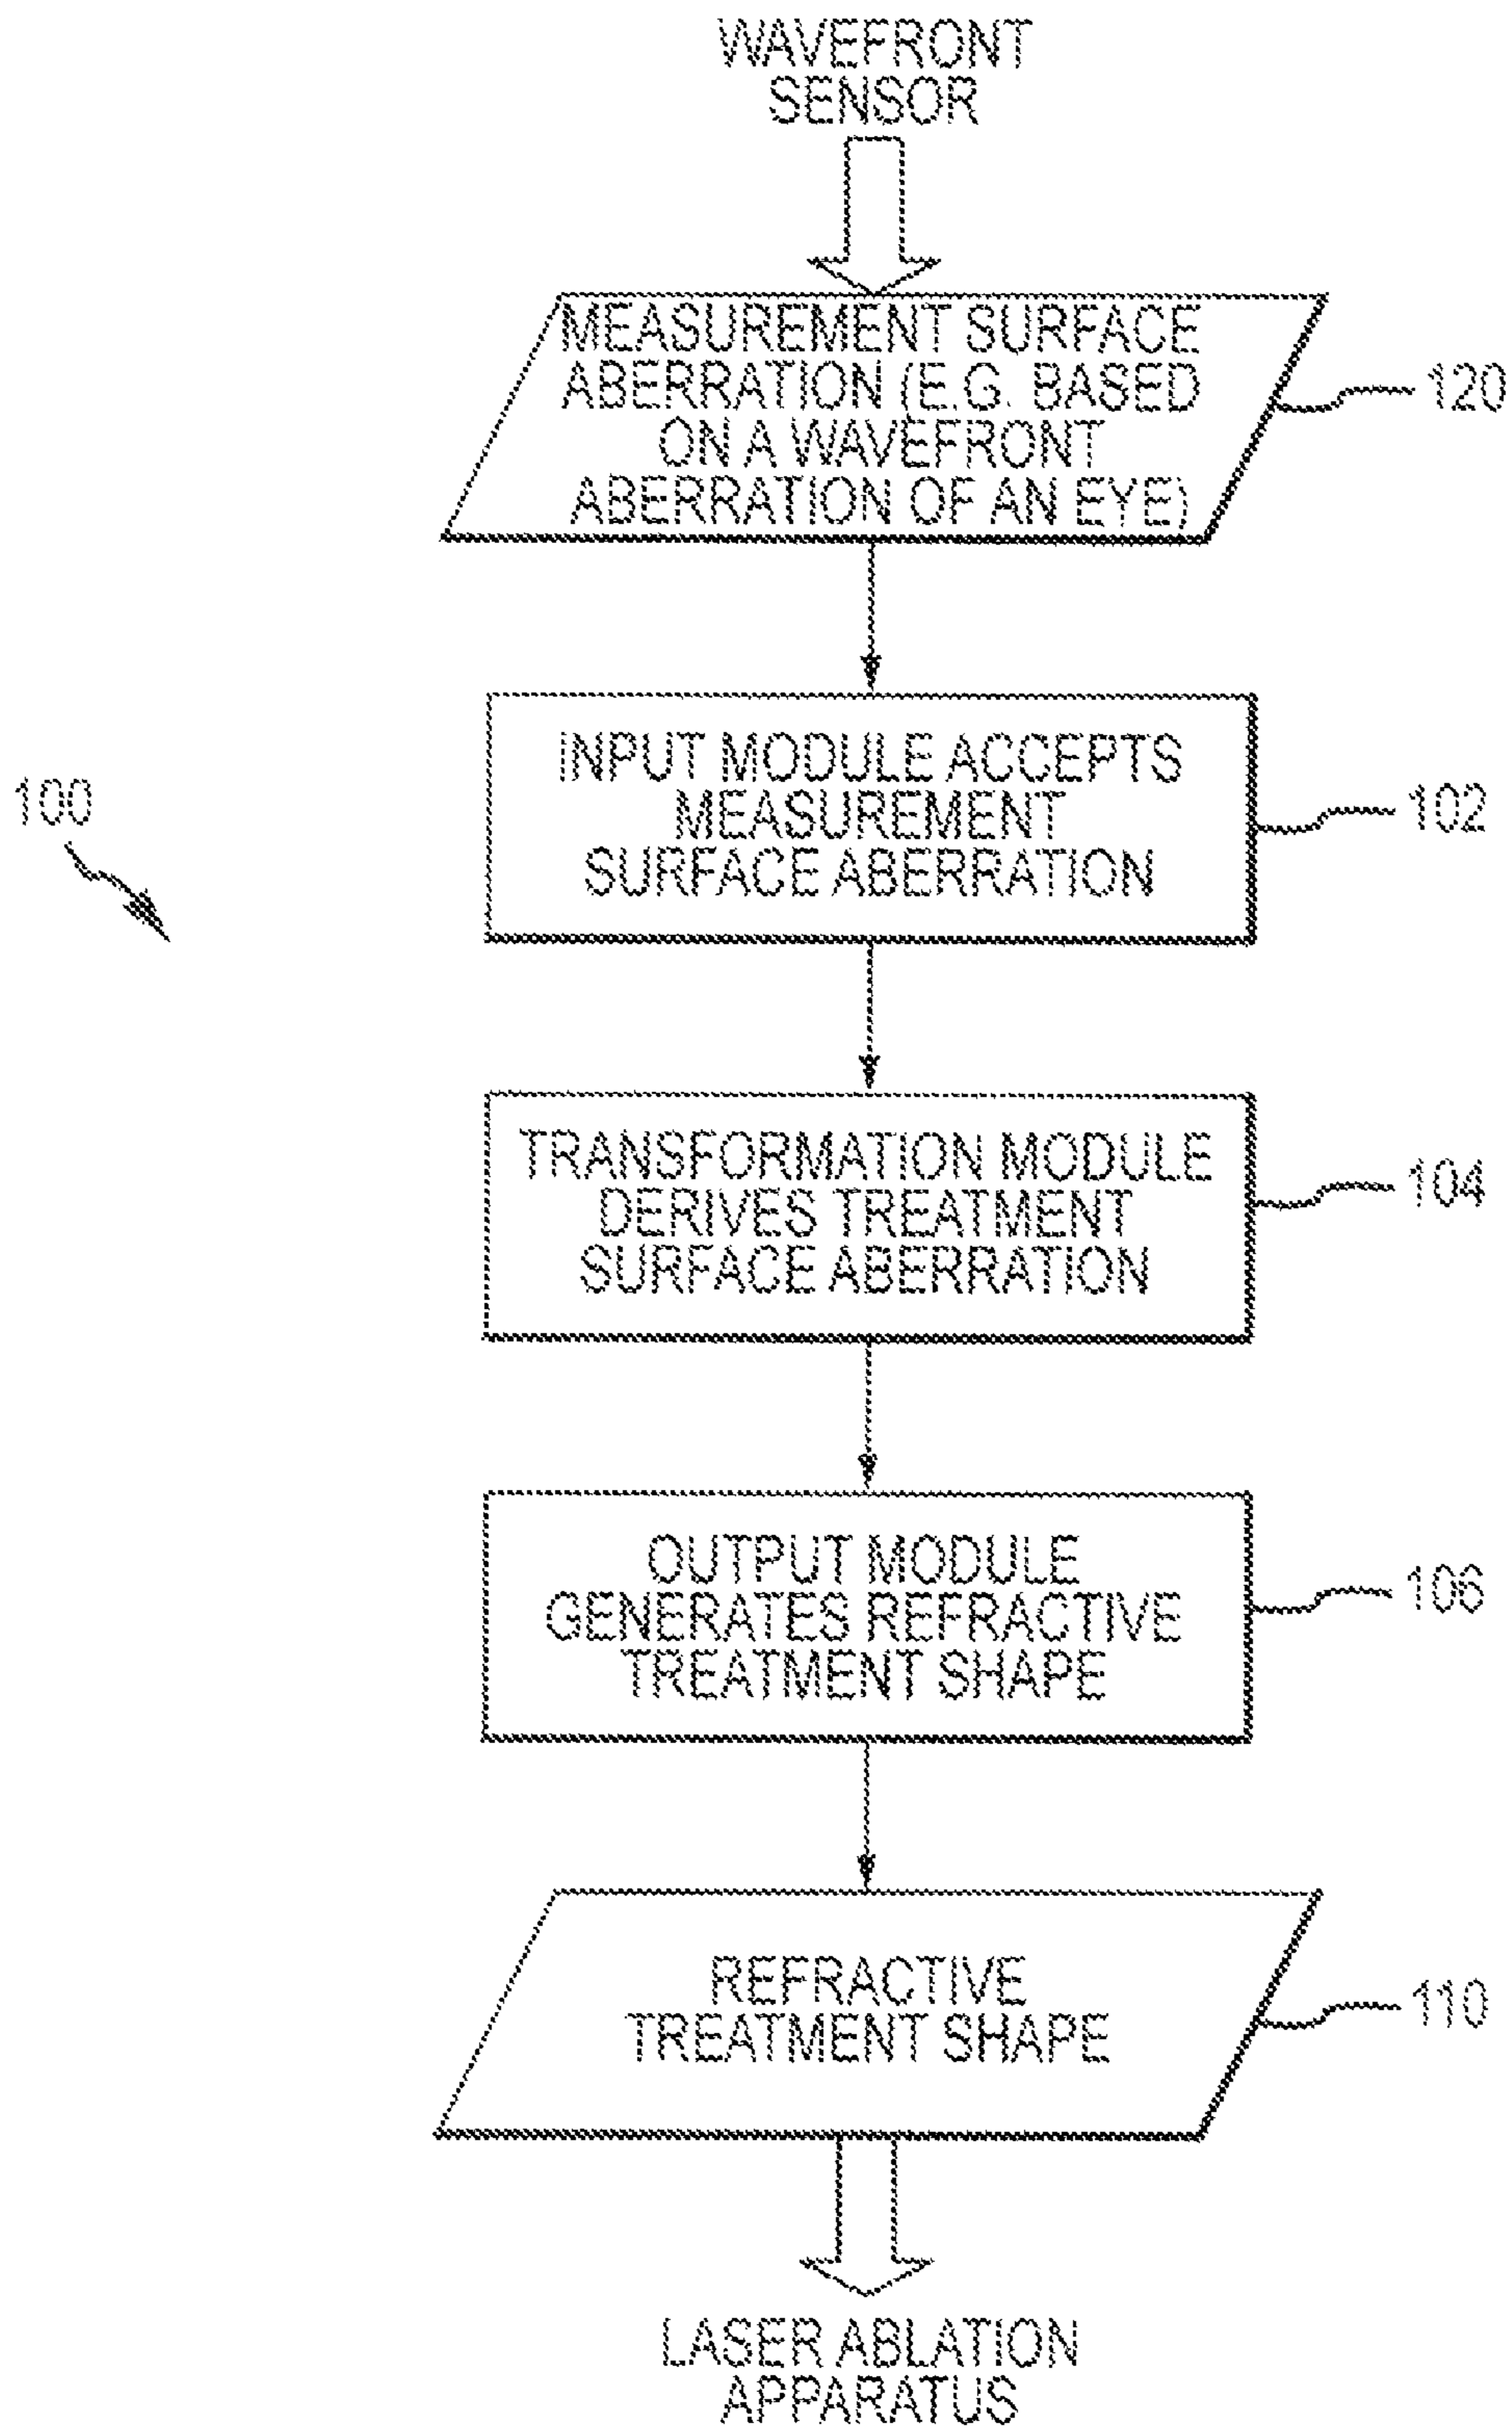 WAVEFRONT
SENSOR
MEASUREMENT SURFACE
ABERRATION (E.G. BASED
ON A WAVEFRONT
ABERRATION OF AN EYE)
120
INPUT MODULE ACCEPTS
MEASUREMENT
SURFACE ABERRATION
102
100
TRANSFORMATION MODULE
DERIVES TREATMENT
SURFACE ABERRATION
104
OUTPUT MODULE
GENERATES REFRACTIVE
TREATMENT SHAPE
106
REFRACTIVE
TREATMENT SHAPE
110
LASER ABLATION
APPARATUS